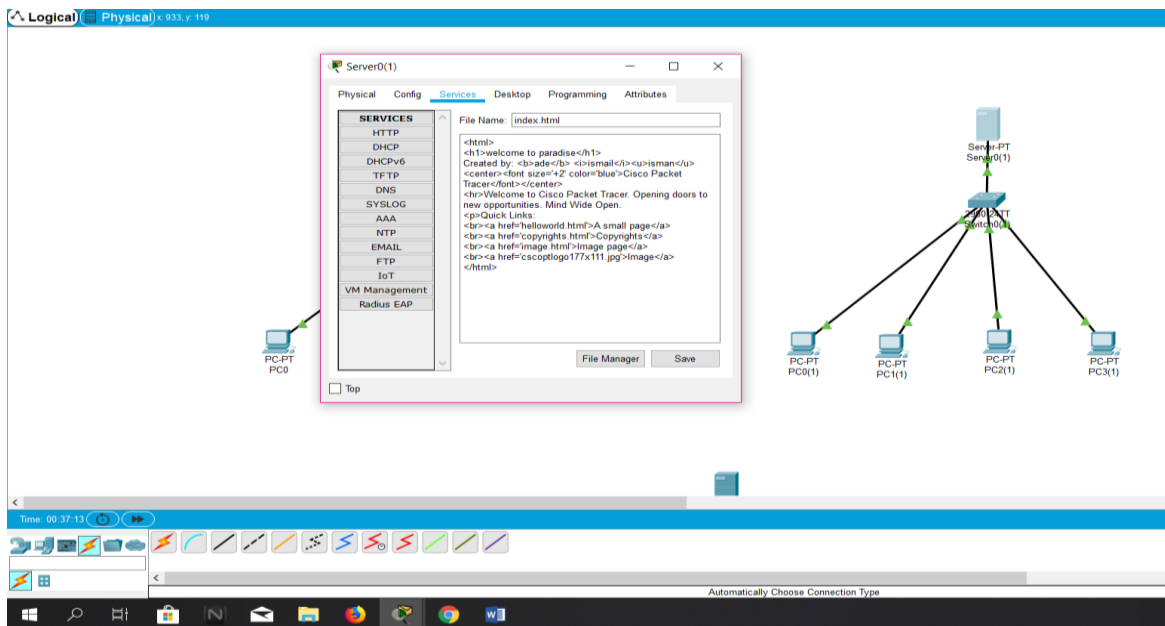 Logical
Physical
x: 933, y: 119
Server0(1)
Physical Config Services Desktop Programming Attributes
SERVICES
HTTP
DHCP
DHCPv6
TFTP
DNS
SYSLOG
AAA
NTP
EMAIL
FTP
IoT
VM Management
Radius EAP
File Name: index.html
<html>
<h1>welcome to paradise</h1>
Created by: <b>ade</b> <i>ismail</i><u>isman</u>
<center><font size='+2' color='blue'>Cisco Packet
Tracer</font></center>
<hr>Welcome to Cisco Packet Tracer. Opening doors to
new opportunities. Mind Wide Open.
<p>Quick Links:
<br><a href='helloworld.html'>A small page</a>
<br><a href='copyrights.html'>Copyrights</a>
<br><a href='image.html'>Image page</a>
<br><a href='cscoptlogo177x111.jpg'>Image</a>
</html>
File Manager Save
Top
PC-PT
PC0
Server-PT
Server0(1)
Switch0(1)
PC-PT
PC0(1)
PC-PT
PC1(1)
PC-PT
PC2(1)
PC-PT
PC3(1)
Time: 00:37:13
Automatically Choose Connection Type